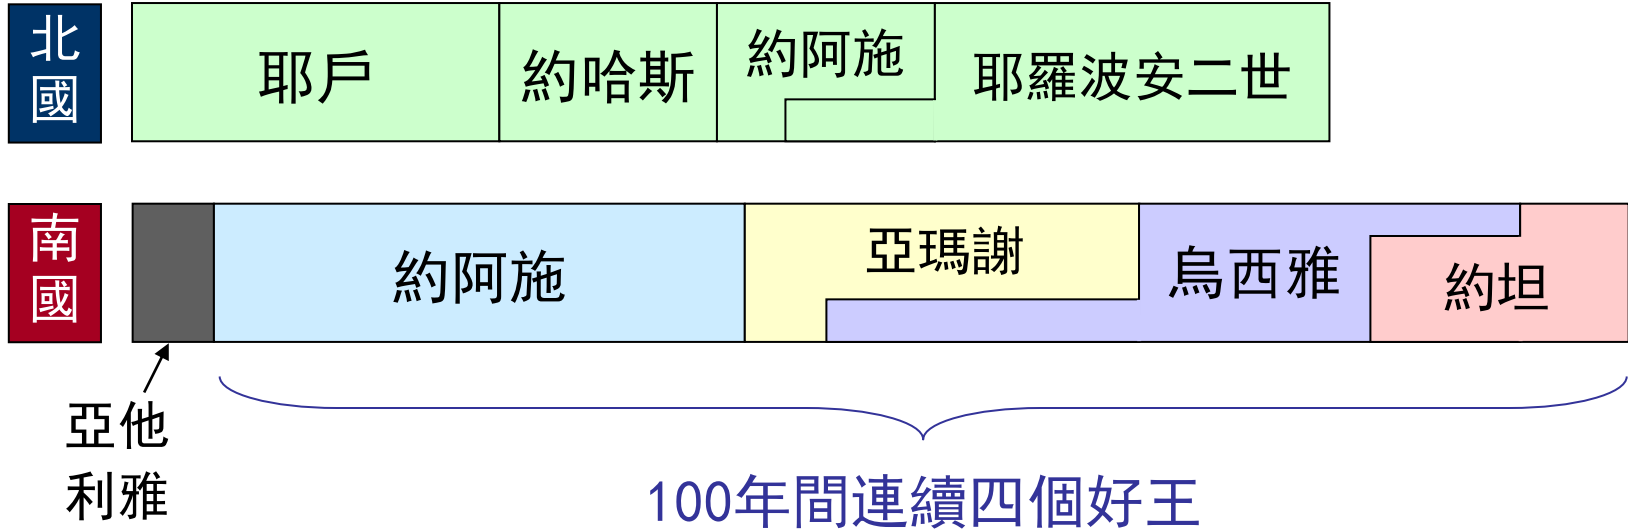 北
國
耶戶
約哈斯
約阿施
耶羅波安二世
南
國
約阿施
亞瑪謝
烏西雅
約坦
亞他
利雅
100年間連續四個好王